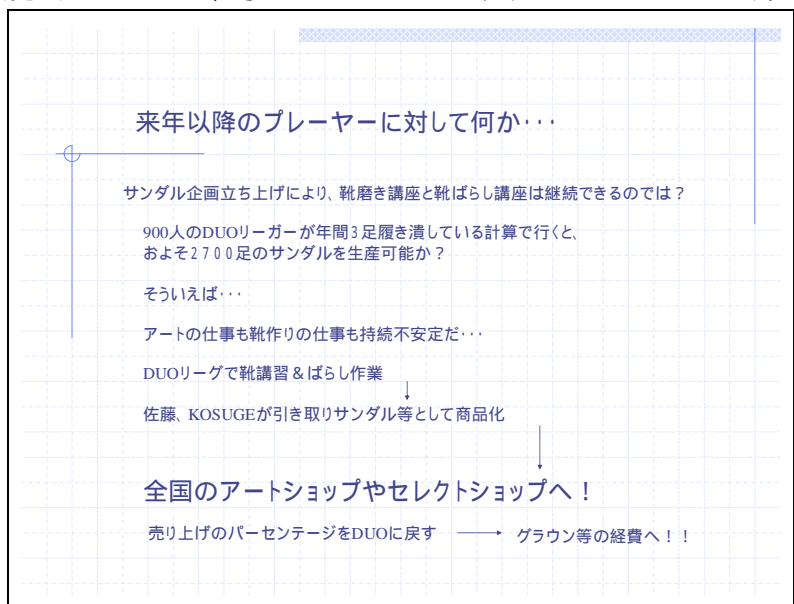 来年以降のプレーヤーに対して何か･･･
サンダル企画立ち上げにより、靴磨き講座と靴ばらし講座は継続できるのでは？
900人のDUOリーガーが年間３足履き潰している計算で行くと、
およそ２７００足のサンダルを生産可能か？
そういえば･･･
アートの仕事も靴作りの仕事も持続不安定だ･･･
DUOリーグで靴講習＆ばらし作業
佐藤、KOSUGEが引き取りサンダル等として商品化
全国のアートショップやセレクトショップへ！
売り上げのパーセンテージをDUOに戻す
グラウン等の経費へ！！